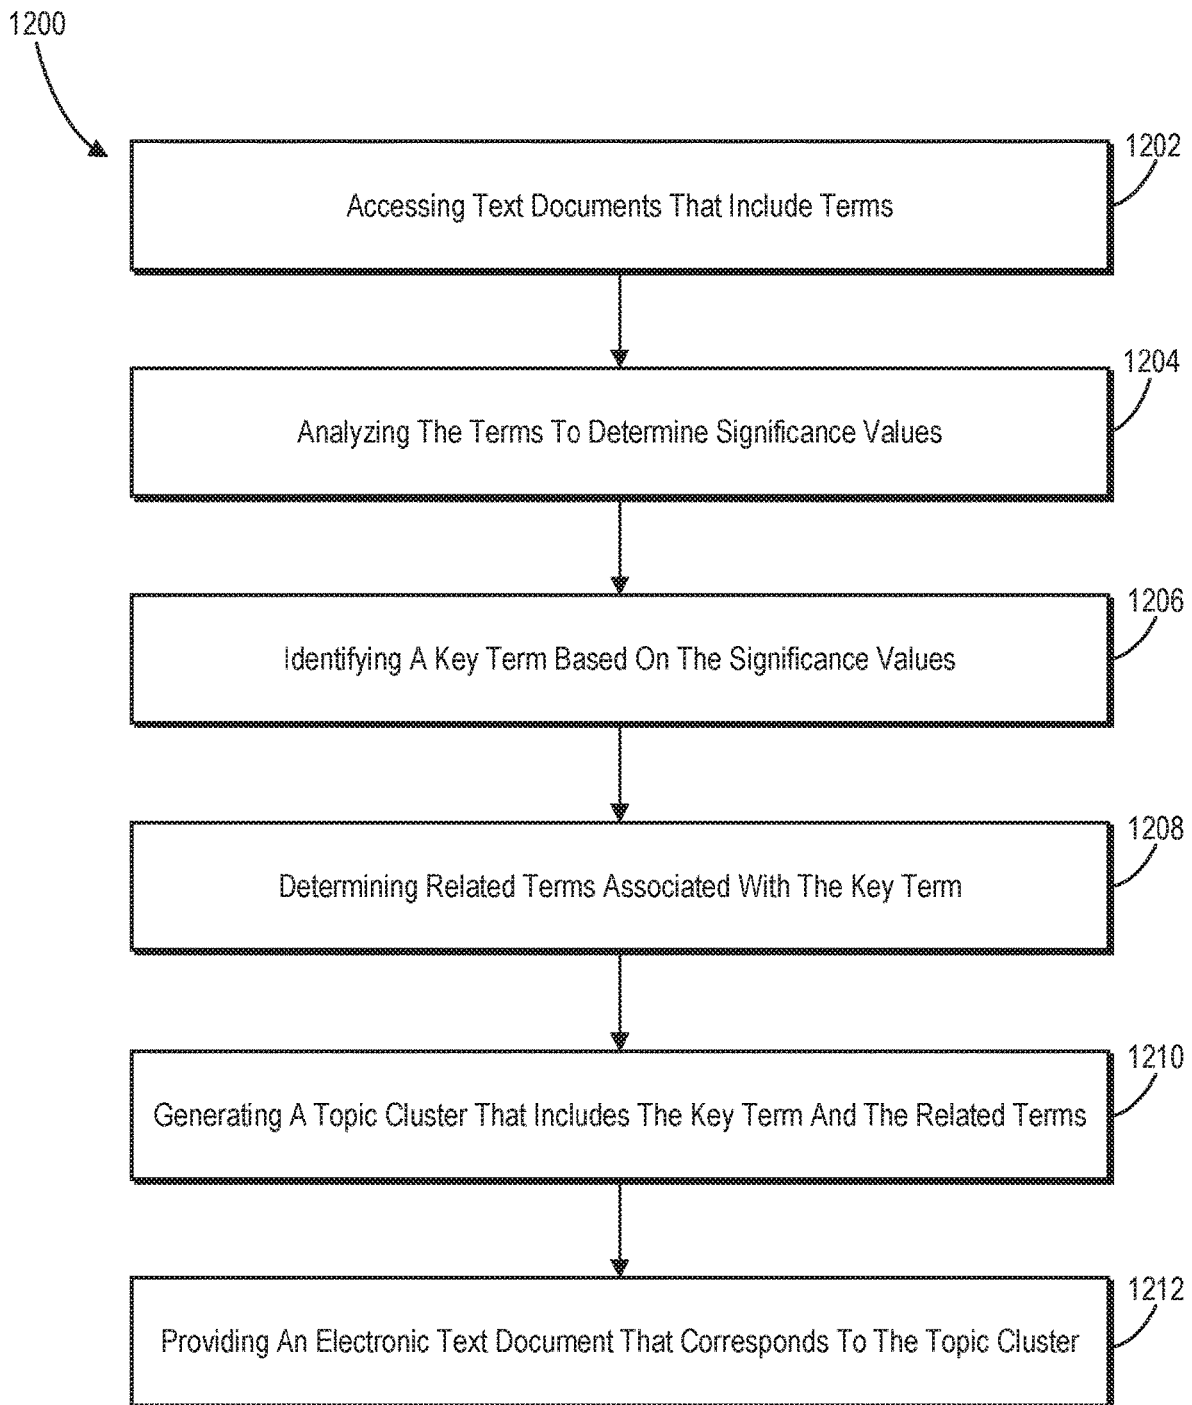 1200
1202
Accessing Text Documents That Include Terms
1204
Analyzing The Terms To Determine Significance Values
1206
Identifying A Key Term Based On The Significance Values
1208
Determining Related Terms Associated With The Key Term
1210
Generating A Topic Cluster That Includes The Key Term And The Related Terms
1212
Providing An Electronic Text Document That Corresponds To The Topic Cluster